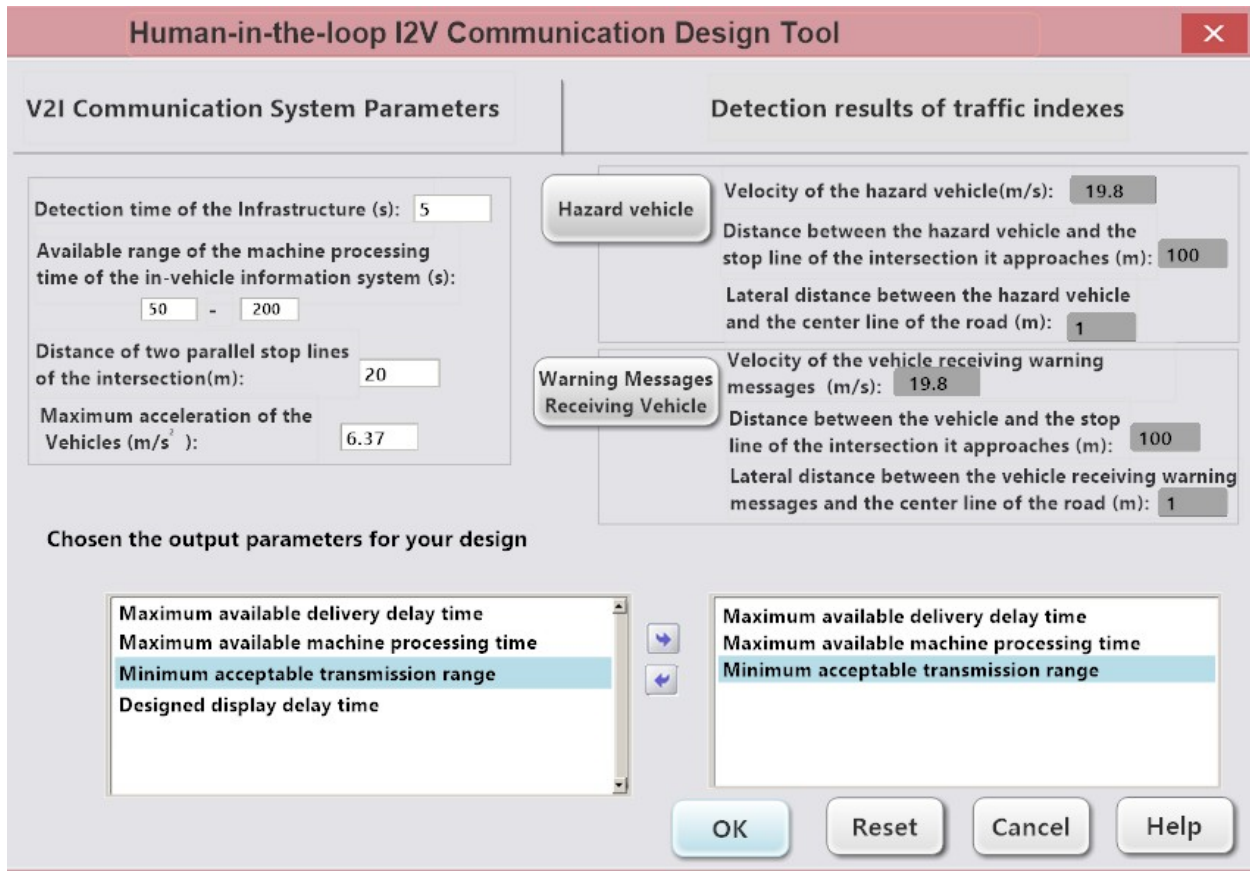 Human-in-the-loop I2V Communication Design Tool
V2I Communication System Parameters
Detection results of traffic indexes
Detection time of the Infrastructure (s): 5
Available range of the machine processing
time of the in-vehicle information system (s):
50 - 200
Distance of two parallel stop lines
of the intersection(m): 20
Maximum acceleration of the
Vehicles (m/s² ): 6.37
Hazard vehicle
Velocity of the hazard vehicle(m/s): 19.8
Distance between the hazard vehicle and the
stop line of the intersection it approaches (m): 100
Lateral distance between the hazard vehicle
and the center line of the road (m): 1
Warning Messages
Receiving Vehicle
Velocity of the vehicle receiving warning
messages (m/s): 19.8
Distance between the vehicle and the stop
line of the intersection it approaches (m): 100
Lateral distance between the vehicle receiving warning
messages and the center line of the road (m): 1
Chosen the output parameters for your design
Maximum available delivery delay time
Maximum available machine processing time
Minimum acceptable transmission range
Designed display delay time
Maximum available delivery delay time
Maximum available machine processing time
Minimum acceptable transmission range
OK
Reset
Cancel
Help